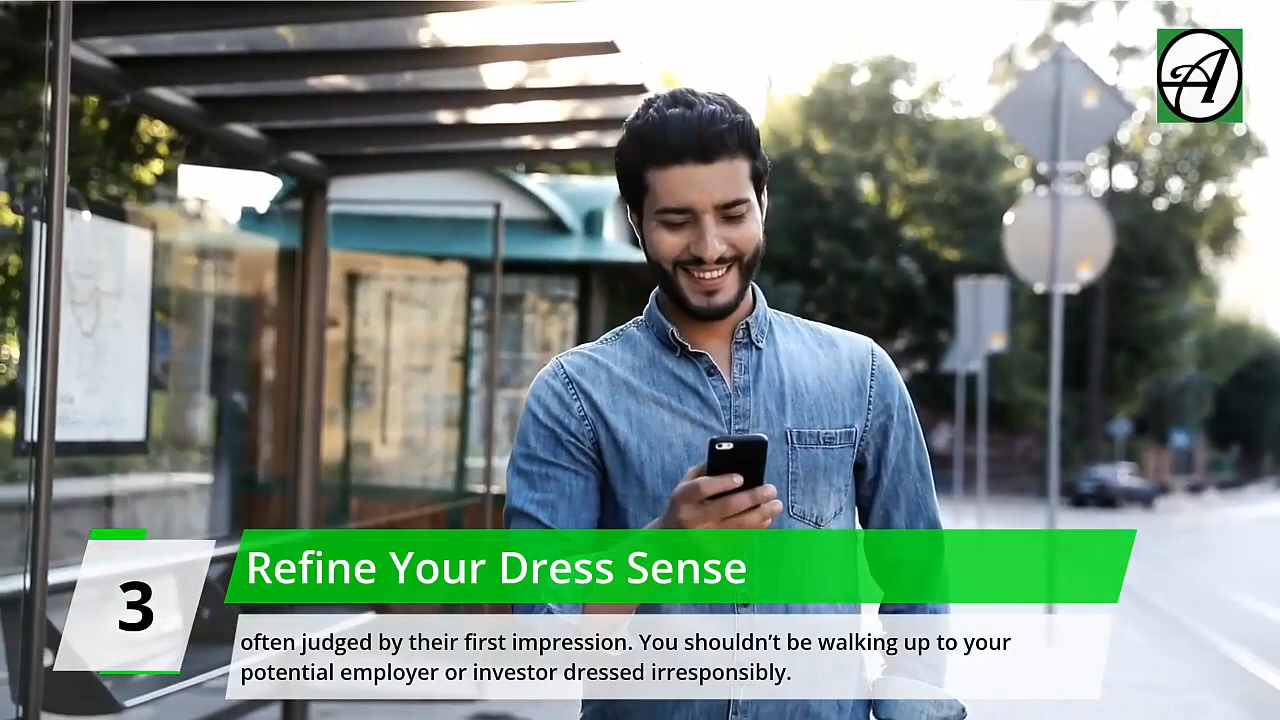 A
3
Refine Your Dress Sense
often judged by their first impression. You shouldn’t be walking up to your
potential employer or investor dressed irresponsibly.